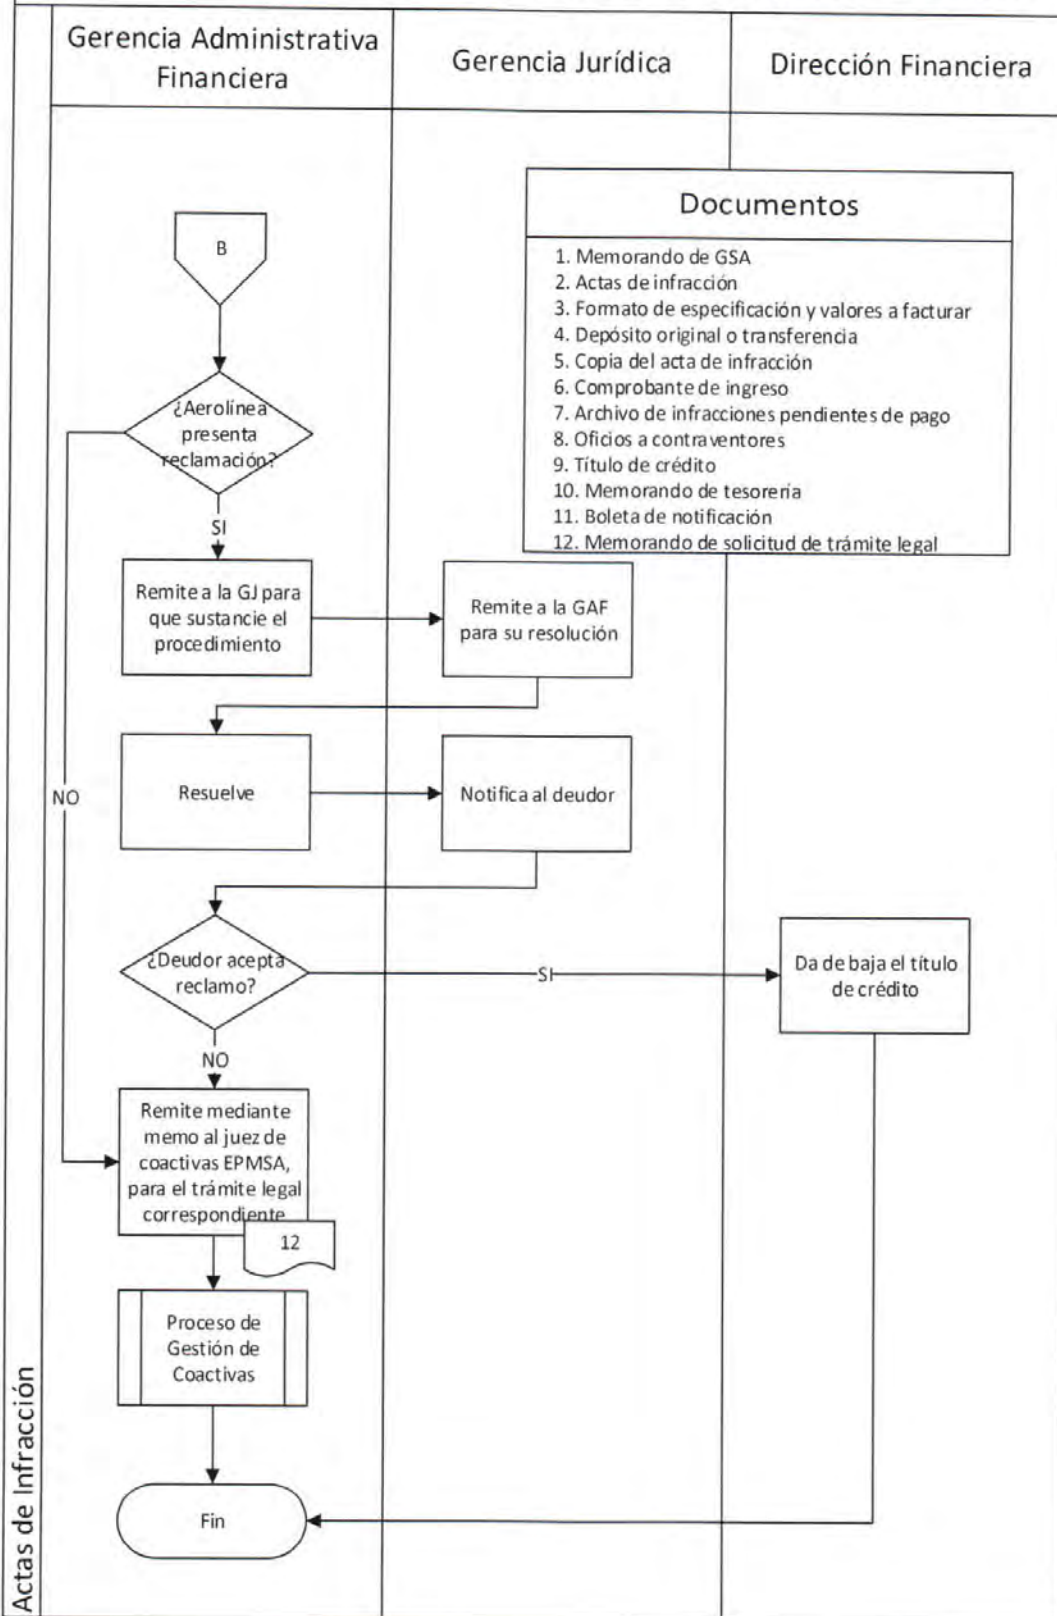 Gerencia Administrativa
Financiera
Gerencia Jurídica
Dirección Financiera
Documentos
1. Memorando de GSA
2. Actas de infracción
3. Formato de especificación y valores a facturar
4. Depósito original o transferencia
5. Copia del acta de infracción
6. Comprobante de ingreso
7. Archivo de infracciones pendientes de pago
8. Oficios a contraventores
9. Título de crédito
10. Memorando de tesorería
11. Boleta de notificación
12. Memorando de solicitud de trámite legal
B
¿Aerolínea
presenta
reclamación?
SI
Remite a la GJ para
que sustancie el
procedimiento
Remite a la GAF
para su resolución
NO
Resuelve
Notifica al deudor
¿Deudor acepta
reclamo?
SI
Da de baja el título
de crédito
NO
Remite mediante
memo al juez de
coactivas EPMSA,
para el trámite legal
correspondiente
12
Proceso de
Gestión de
Coactivas
Fin
Actas de Infracción